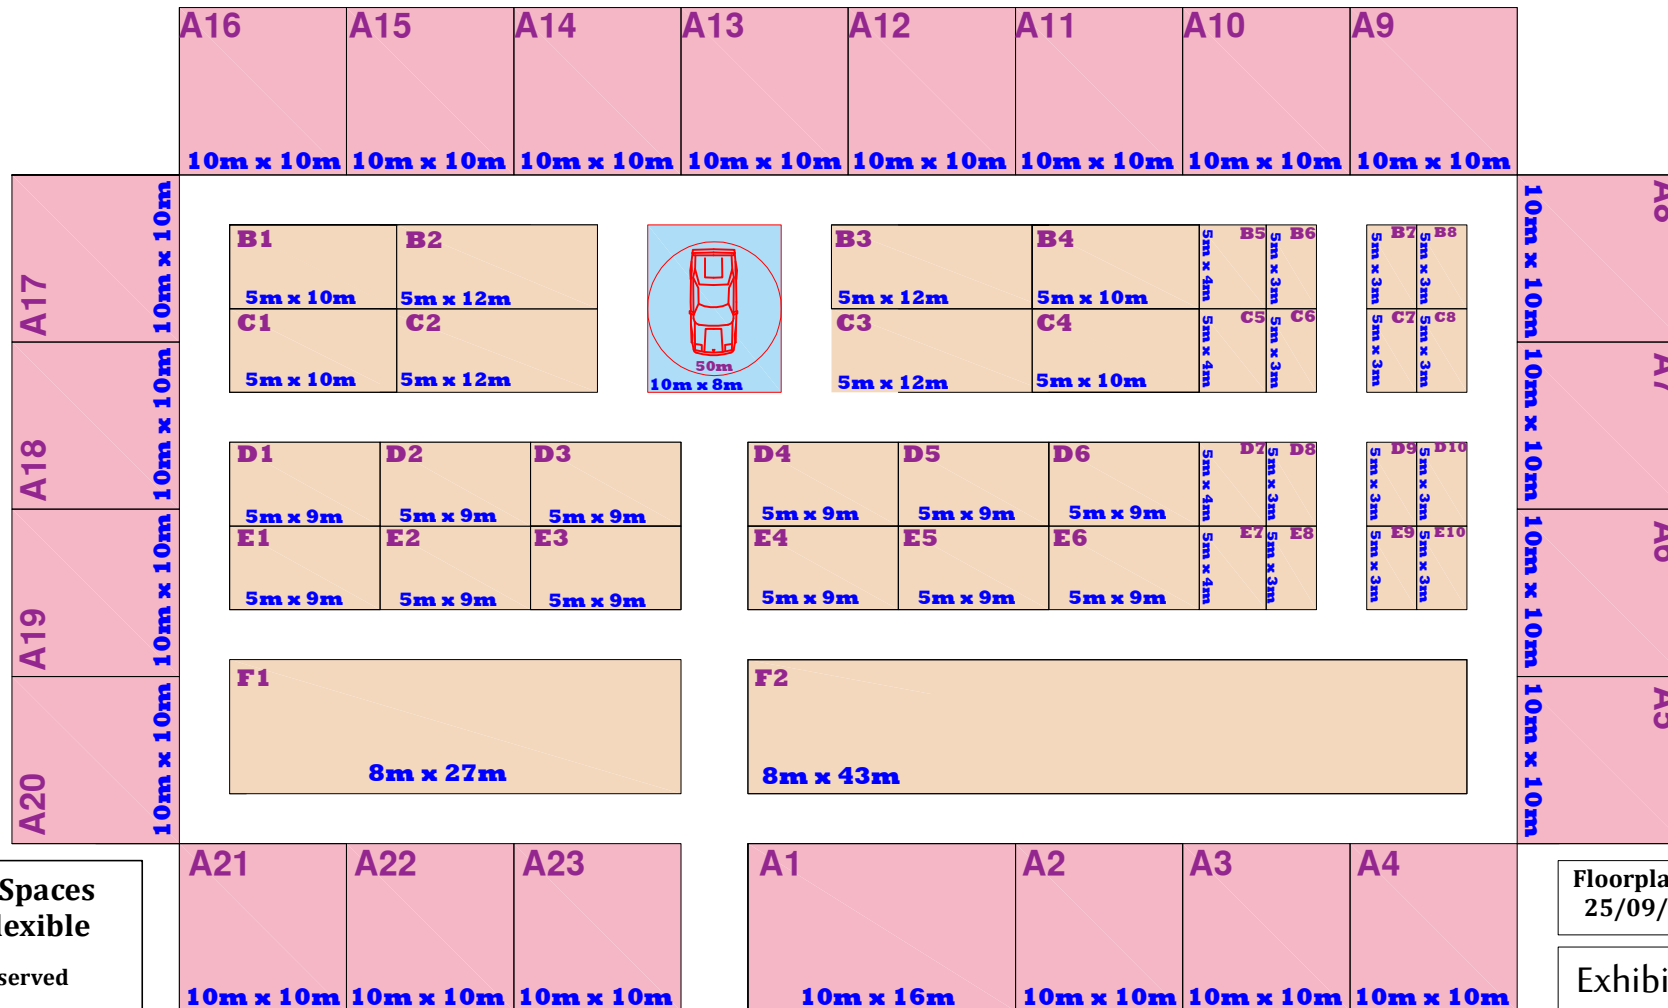 A16 A15 A14 A13 A12 A11 A10 A9
10m x 10m 10m x 10m 10m x 10m 10m x 10m 10m x 10m 10m x 10m 10m x 10m 10m x 10m
A17 10m x 10m
A18 10m x 10m
A19 10m x 10m
A20 10m x 10m
B1 B2
5m x 10m 5m x 12m
C1 C2
5m x 10m 5m x 12m
50m
10m x 8m
B3 B4 5m x 4m B5 5m x 3m B6 5m x 3m B7 5m x 3m B8
5m x 12m 5m x 10m
C3 C4 5m x 4m C5 5m x 3m C6 5m x 3m C7 5m x 3m C8
5m x 12m 5m x 10m
10m x 10m A8
10m x 10m A7
10m x 10m A6
10m x 10m A5
D1 D2 D3
5m x 9m 5m x 9m 5m x 9m
E1 E2 E3
5m x 9m 5m x 9m 5m x 9m
D4 D5 D6 5m x 4m D7 5m x 3m D8 5m x 3m D9 5m x 3m D10
5m x 9m 5m x 9m 5m x 9m
E4 E5 E6 5m x 4m E7 5m x 3m E8 5m x 3m E9 5m x 3m E10
5m x 9m 5m x 9m 5m x 9m
F1
8m x 27m
F2
8m x 43m
A21 A22 A23 A1 A2 A3 A4
10m x 10m 10m x 10m 10m x 10m 10m x 16m 10m x 10m 10m x 10m 10m x 10m
Spaces
lexible
served
Floorpla
25/09/
Exhibi